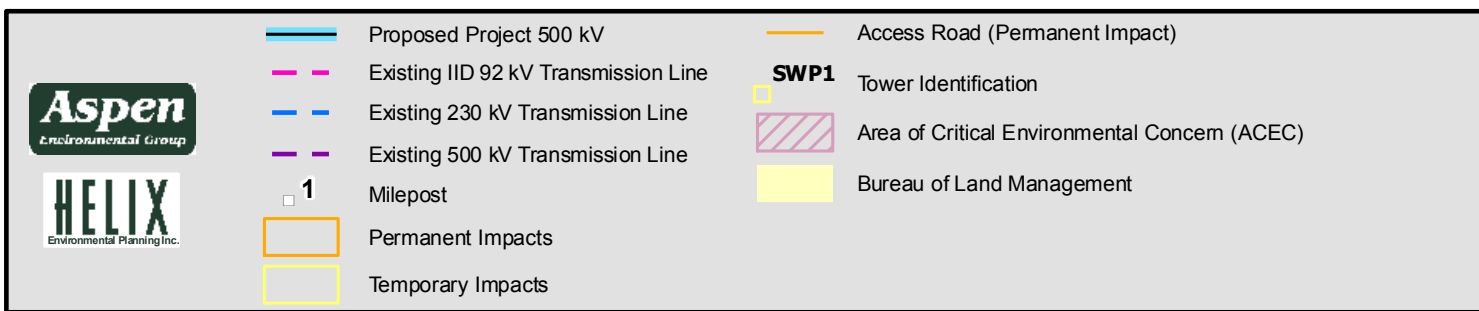 Aspen
Environmental Group
HELIX
Environmental Planning Inc.
Proposed Project 500 kV
Existing IID 92 kV Transmission Line
Existing 230 kV Transmission Line
Existing 500 kV Transmission Line
1 Milepost
Permanent Impacts
Temporary Impacts
Access Road (Permanent Impact)
SWP1 Tower Identification
Area of Critical Environmental Concern (ACEC)
Bureau of Land Management